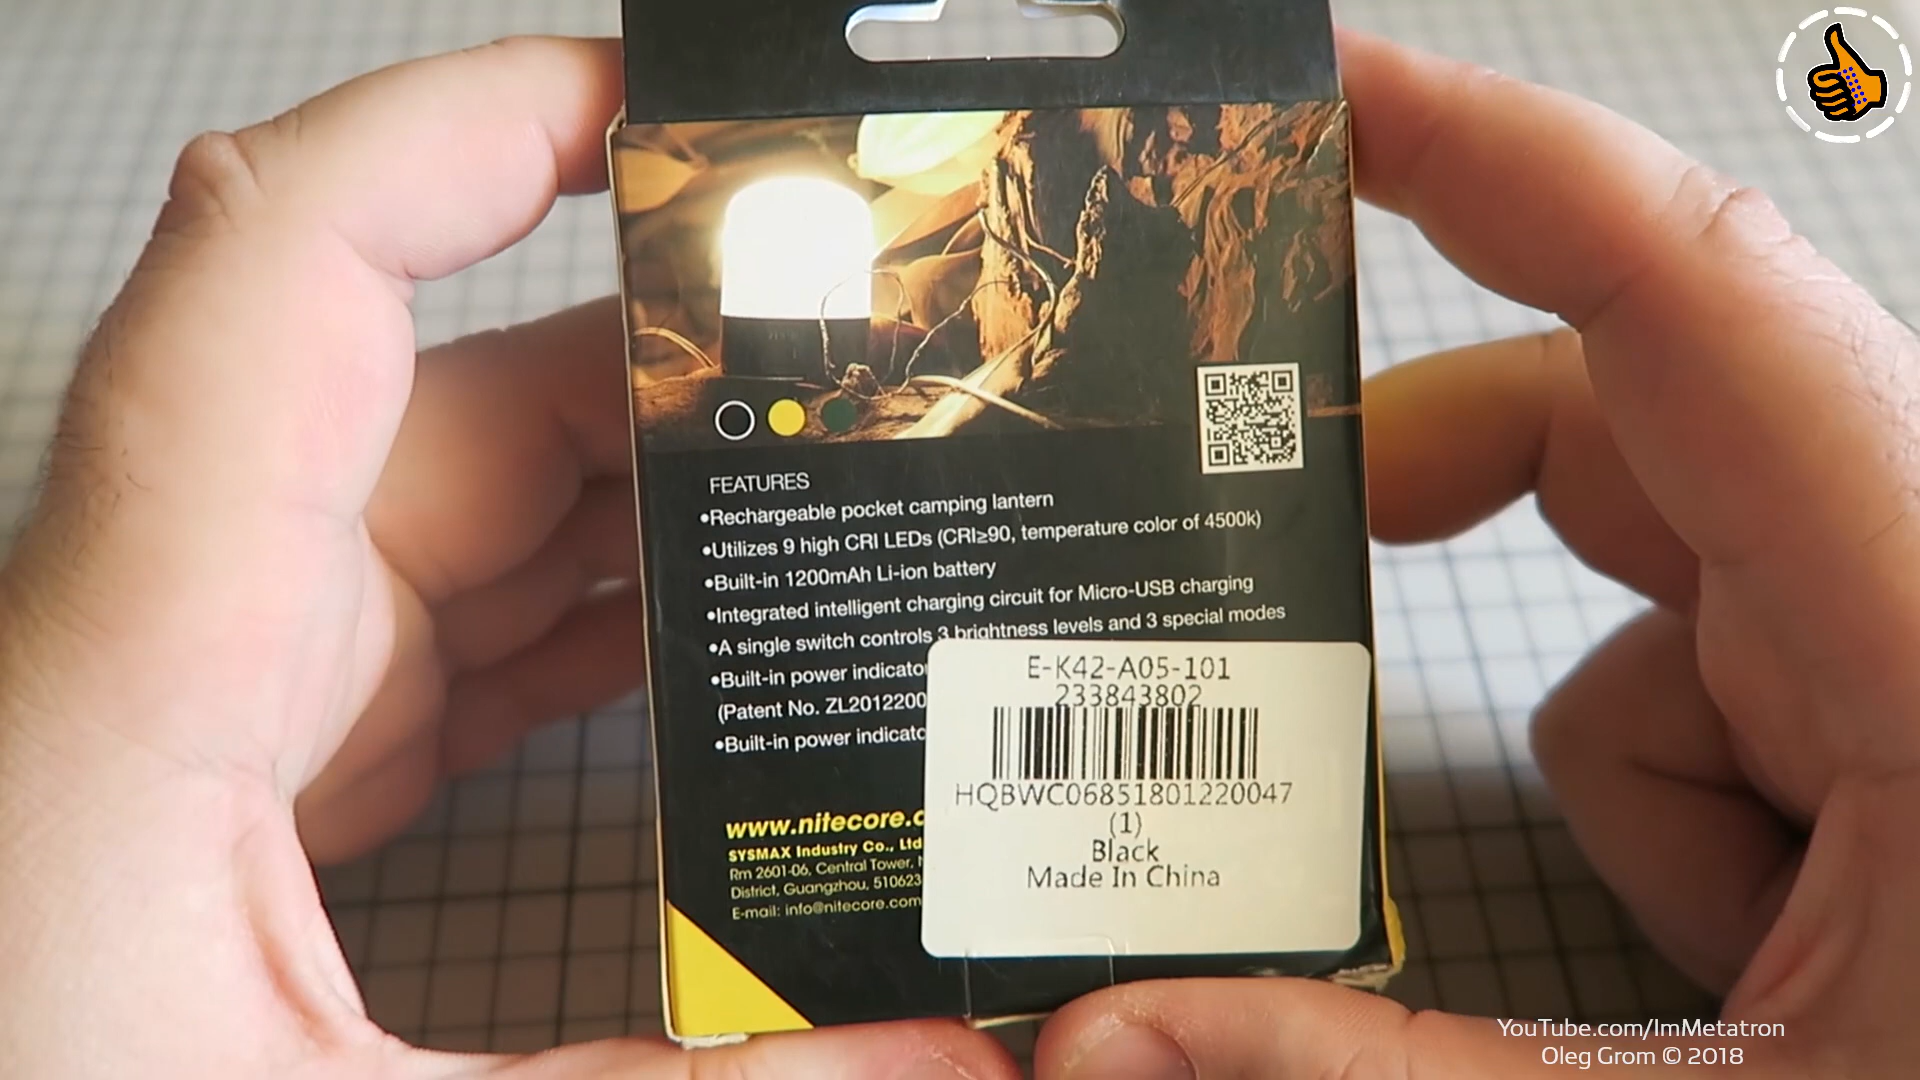 FEATURES
•Rechargeable pocket camping lantern
•Utilizes 9 high CRI LEDs (CRI≥90, temperature color of 4500k)
•Built-in 1200mAh Li-ion battery
•Integrated intelligent charging circuit for Micro-USB charging
•A single switch controls 3 brightness levels and 3 special modes
•Built-in power indicator
(Patent No. ZL2012200
•Built-in power indicato
www.nitecore.c
SYSMAX Industry Co., Ltd
Rm 2601-06, Central Tower,
District, Guangzhou, 510623
E-mail: info@nitecore.com
E-K42-A05-101
233843802
HQBWC06851801220047
(1)
Black
Made In China
YouTube.com/ImMetatron
Oleg Grom © 2018